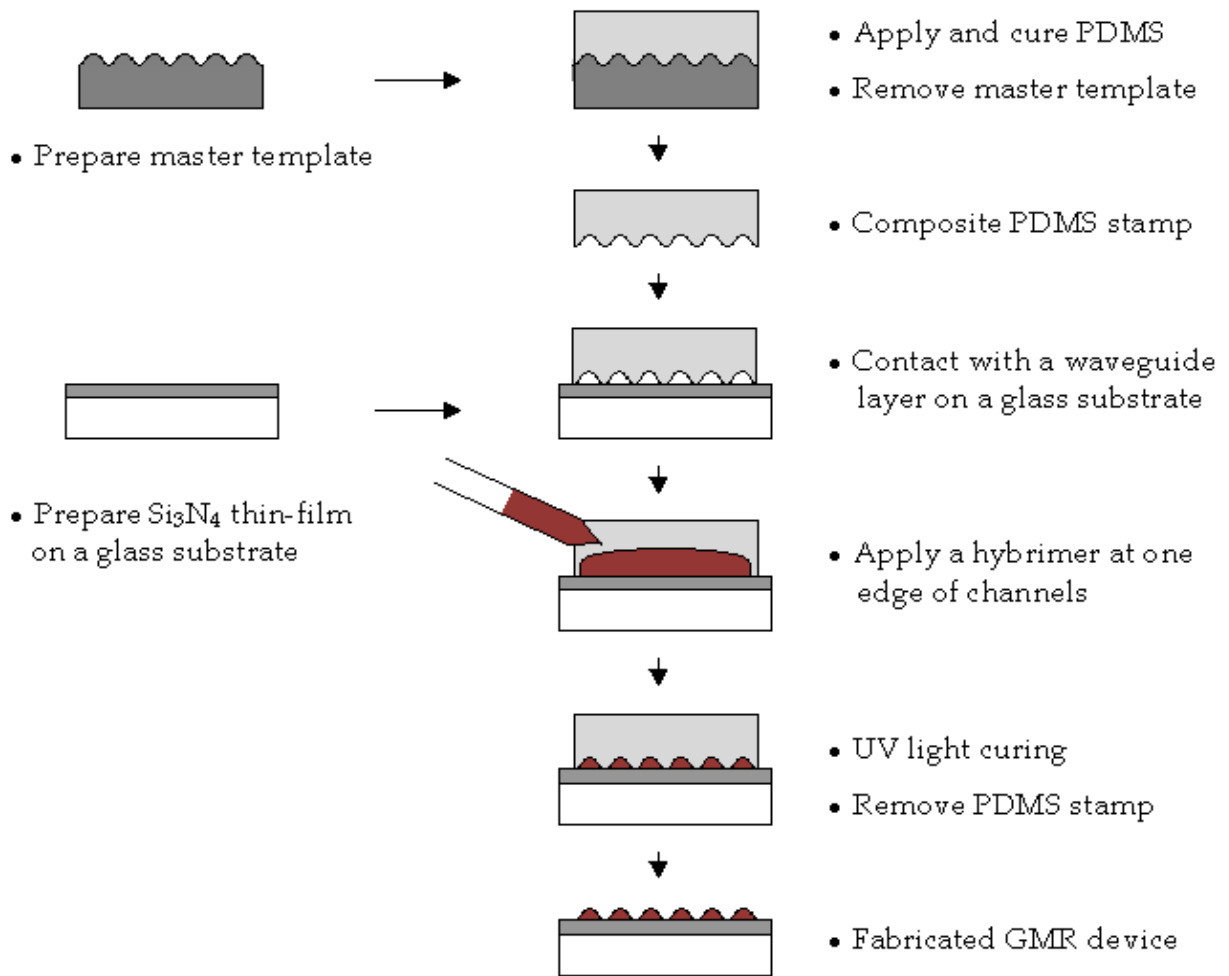 • Apply and cure PDMS
• Remove master template
• Prepare master template
• Composite PDMS stamp
• Contact with a waveguide
layer on a glass substrate
• Prepare Si₃N₄ thin-film
on a glass substrate
• Apply a hybrimer at one
edge of channels
• UV light curing
• Remove PDMS stamp
• Fabricated GMR device